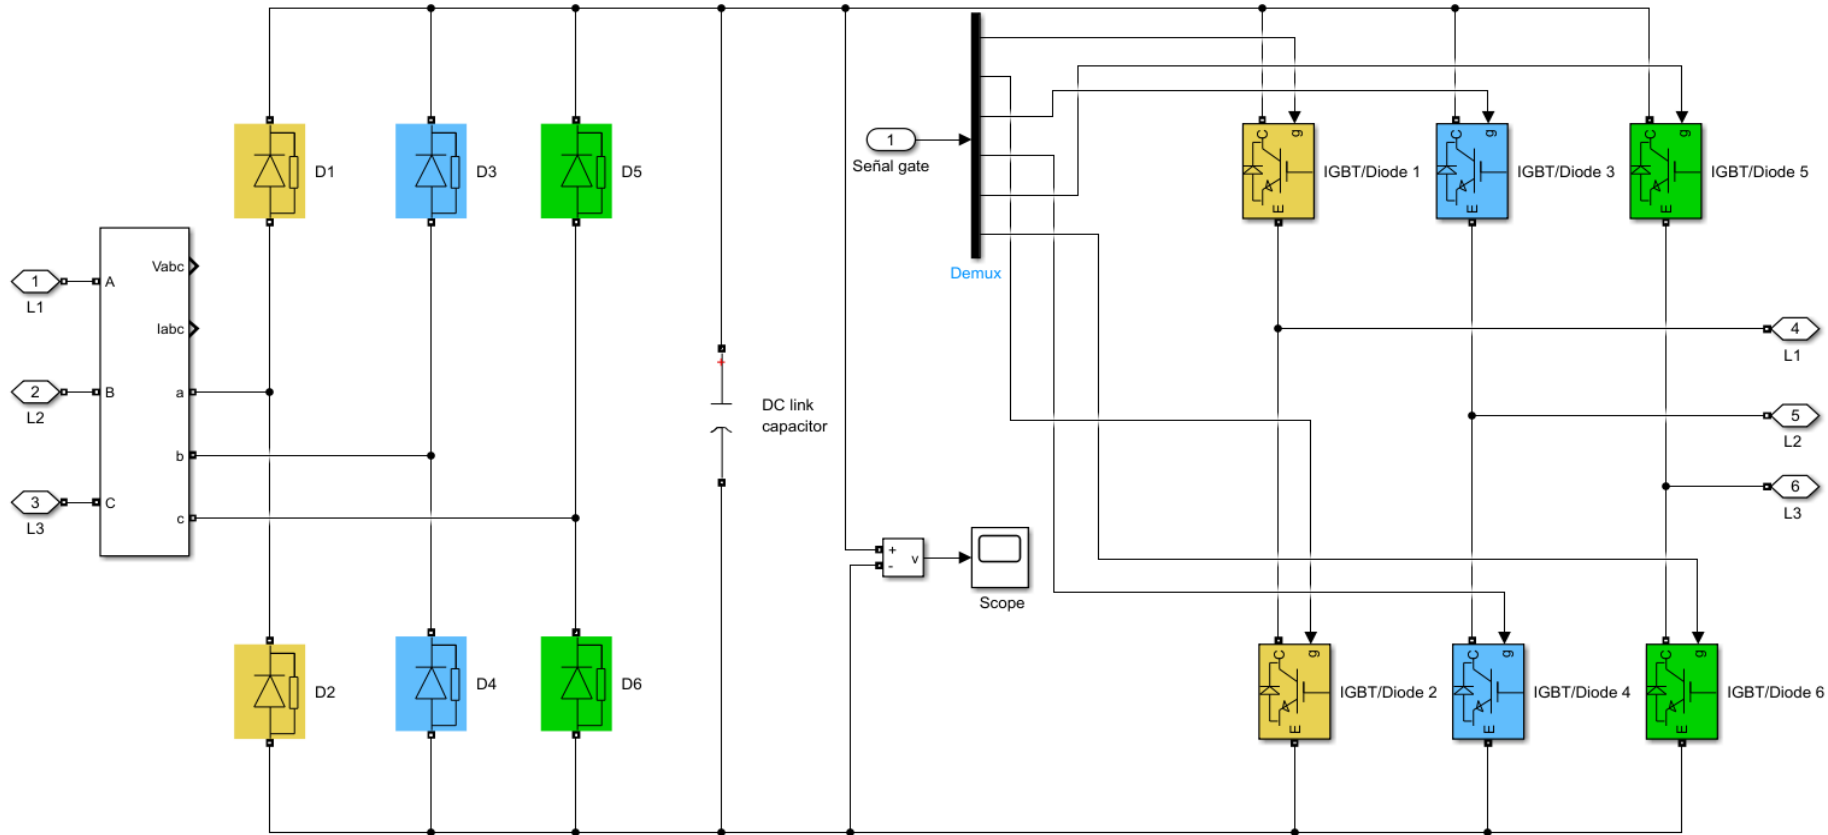 D1
D3
D5
1
Señal gate
Demux
C
g
E
IGBT/Diode 1
C
g
E
IGBT/Diode 3
C
g
E
IGBT/Diode 5
1
L1
2
L2
3
L3
A
B
C
Vabc
Iabc
a
b
c
+
DC link
capacitor
+
-
v
Scope
4
L1
5
L2
6
L3
D2
D4
D6
C
g
E
IGBT/Diode 2
C
g
E
IGBT/Diode 4
C
g
E
IGBT/Diode 6